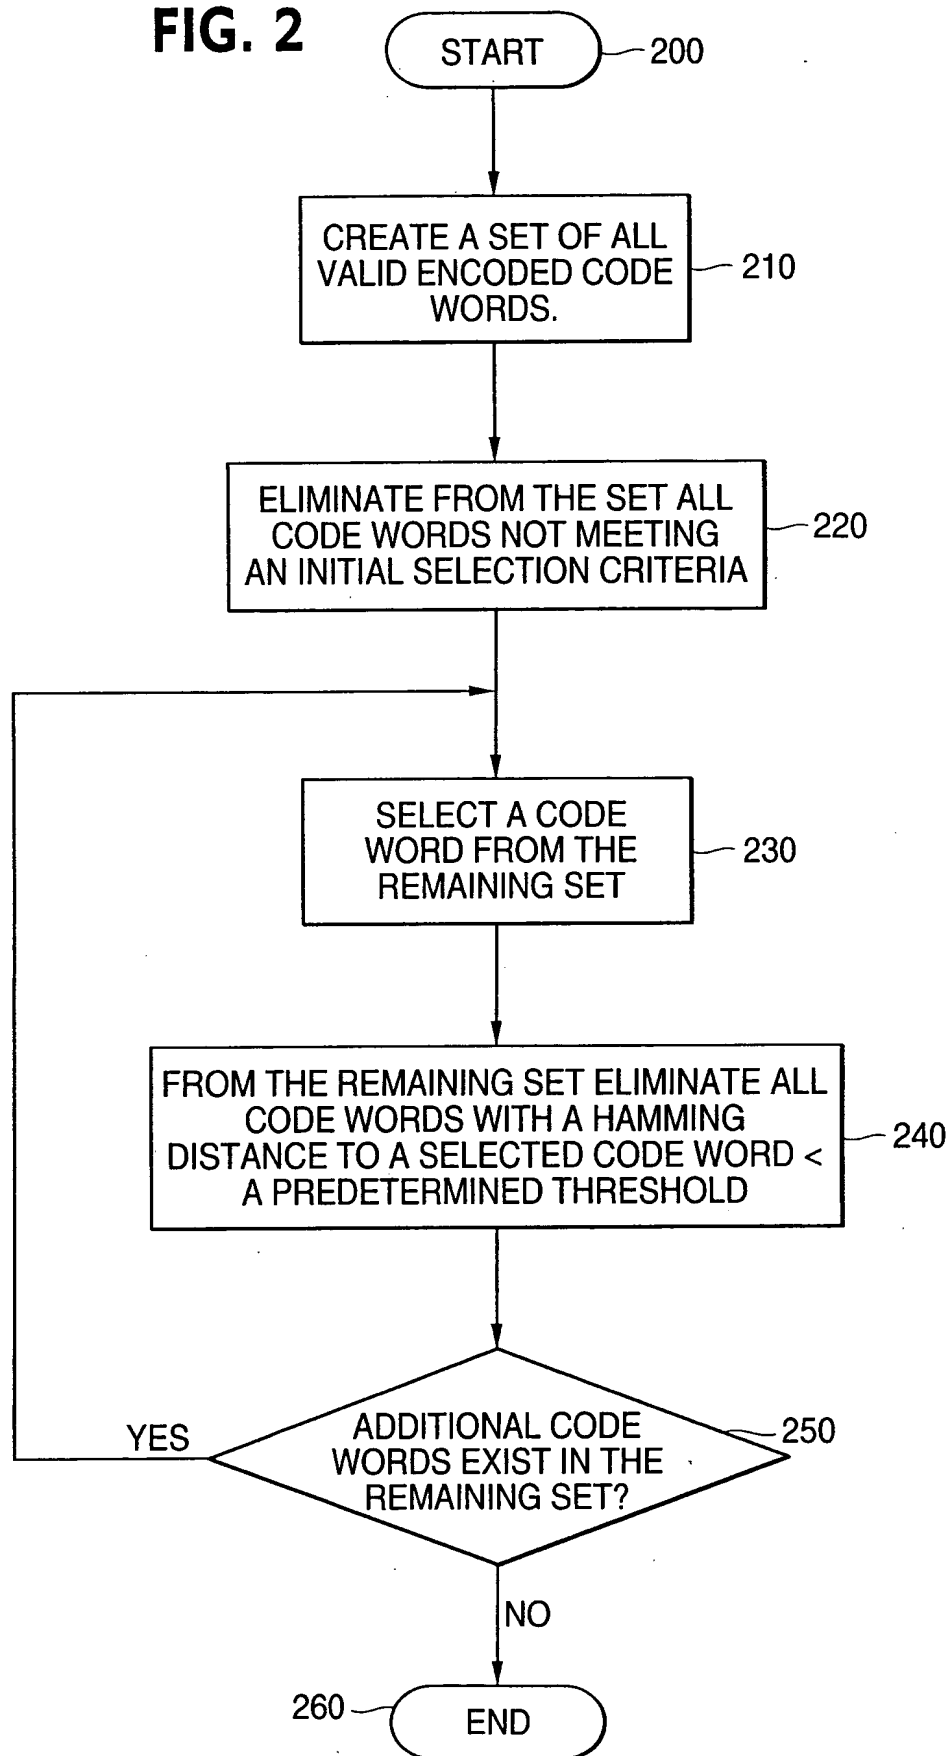 FIG. 2
START
200
CREATE A SET OF ALL
VALID ENCODED CODE
WORDS.
210
ELIMINATE FROM THE SET ALL
CODE WORDS NOT MEETING
AN INITIAL SELECTION CRITERIA
220
SELECT A CODE
WORD FROM THE
REMAINING SET
230
FROM THE REMAINING SET ELIMINATE ALL
CODE WORDS WITH A HAMMING
DISTANCE TO A SELECTED CODE WORD <
A PREDETERMINED THRESHOLD
240
ADDITIONAL CODE
WORDS EXIST IN THE
REMAINING SET?
250
YES
NO
260
END